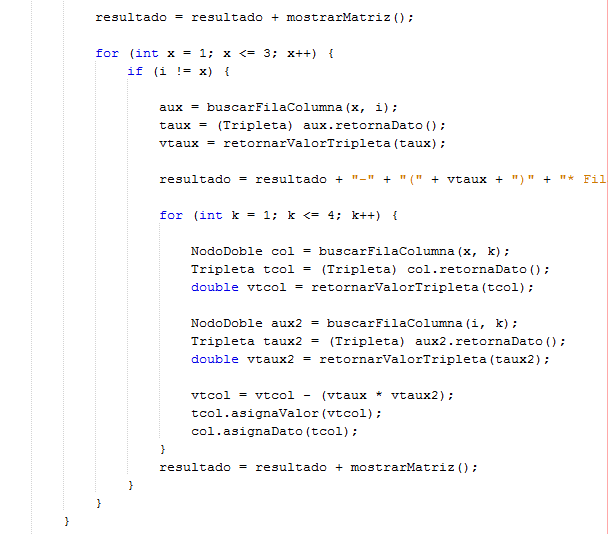 resultado = resultado + mostrarMatriz();
for (int x = 1; x <= 3; x++) {
if (i != x) {
aux = buscarFilaColumna(x, i);
taux = (Tripleta) aux.retornaDato();
vtaux = retornarValorTripleta(taux);
resultado = resultado + "-" + "(" + vtaux + ")" + "* Fil
for (int k = 1; k <= 4; k++) {
NodoDoble col = buscarFilaColumna(x, k);
Tripleta tcol = (Tripleta) col.retornaDato();
double vtcol = retornarValorTripleta(tcol);
NodoDoble aux2 = buscarFilaColumna(i, k);
Tripleta taux2 = (Tripleta) aux2.retornaDato();
double vtaux2 = retornarValorTripleta(taux2);
vtcol = vtcol - (vtaux * vtaux2);
tcol.asignaValor(vtcol);
col.asignaDato(tcol);
}
resultado = resultado + mostrarMatriz();
}
}
}